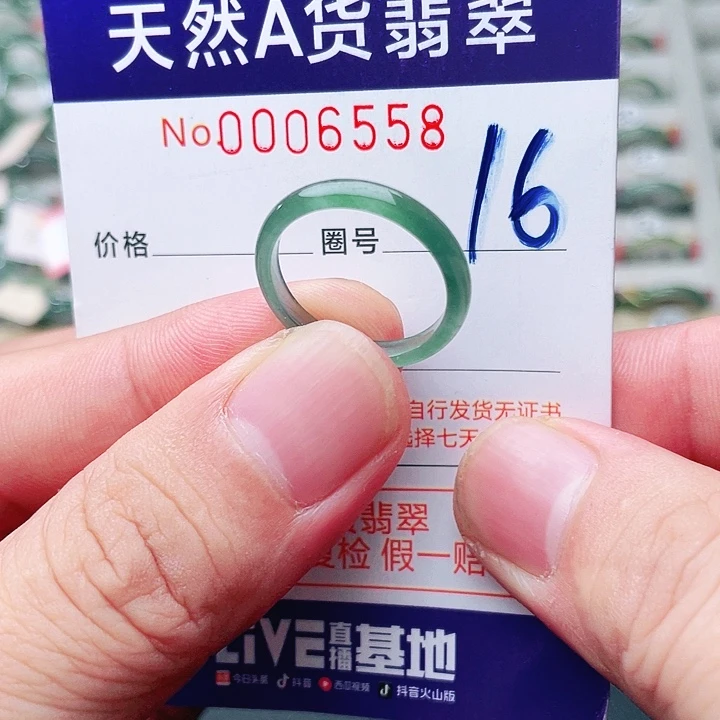 天然A货翡翠
No.0006558
16
价格 圈号
自行发货无证书
择七天
翡翠
检 假一赔
LIVE直播基地
今日头条 抖音 西瓜视频 抖音火山版